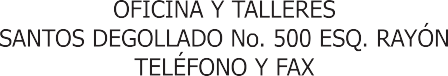 OFICINA Y TALLERES
SANTOS DEGOLLADO No. 500 ESQ. RAYÓN
TELÉFONO Y FAX